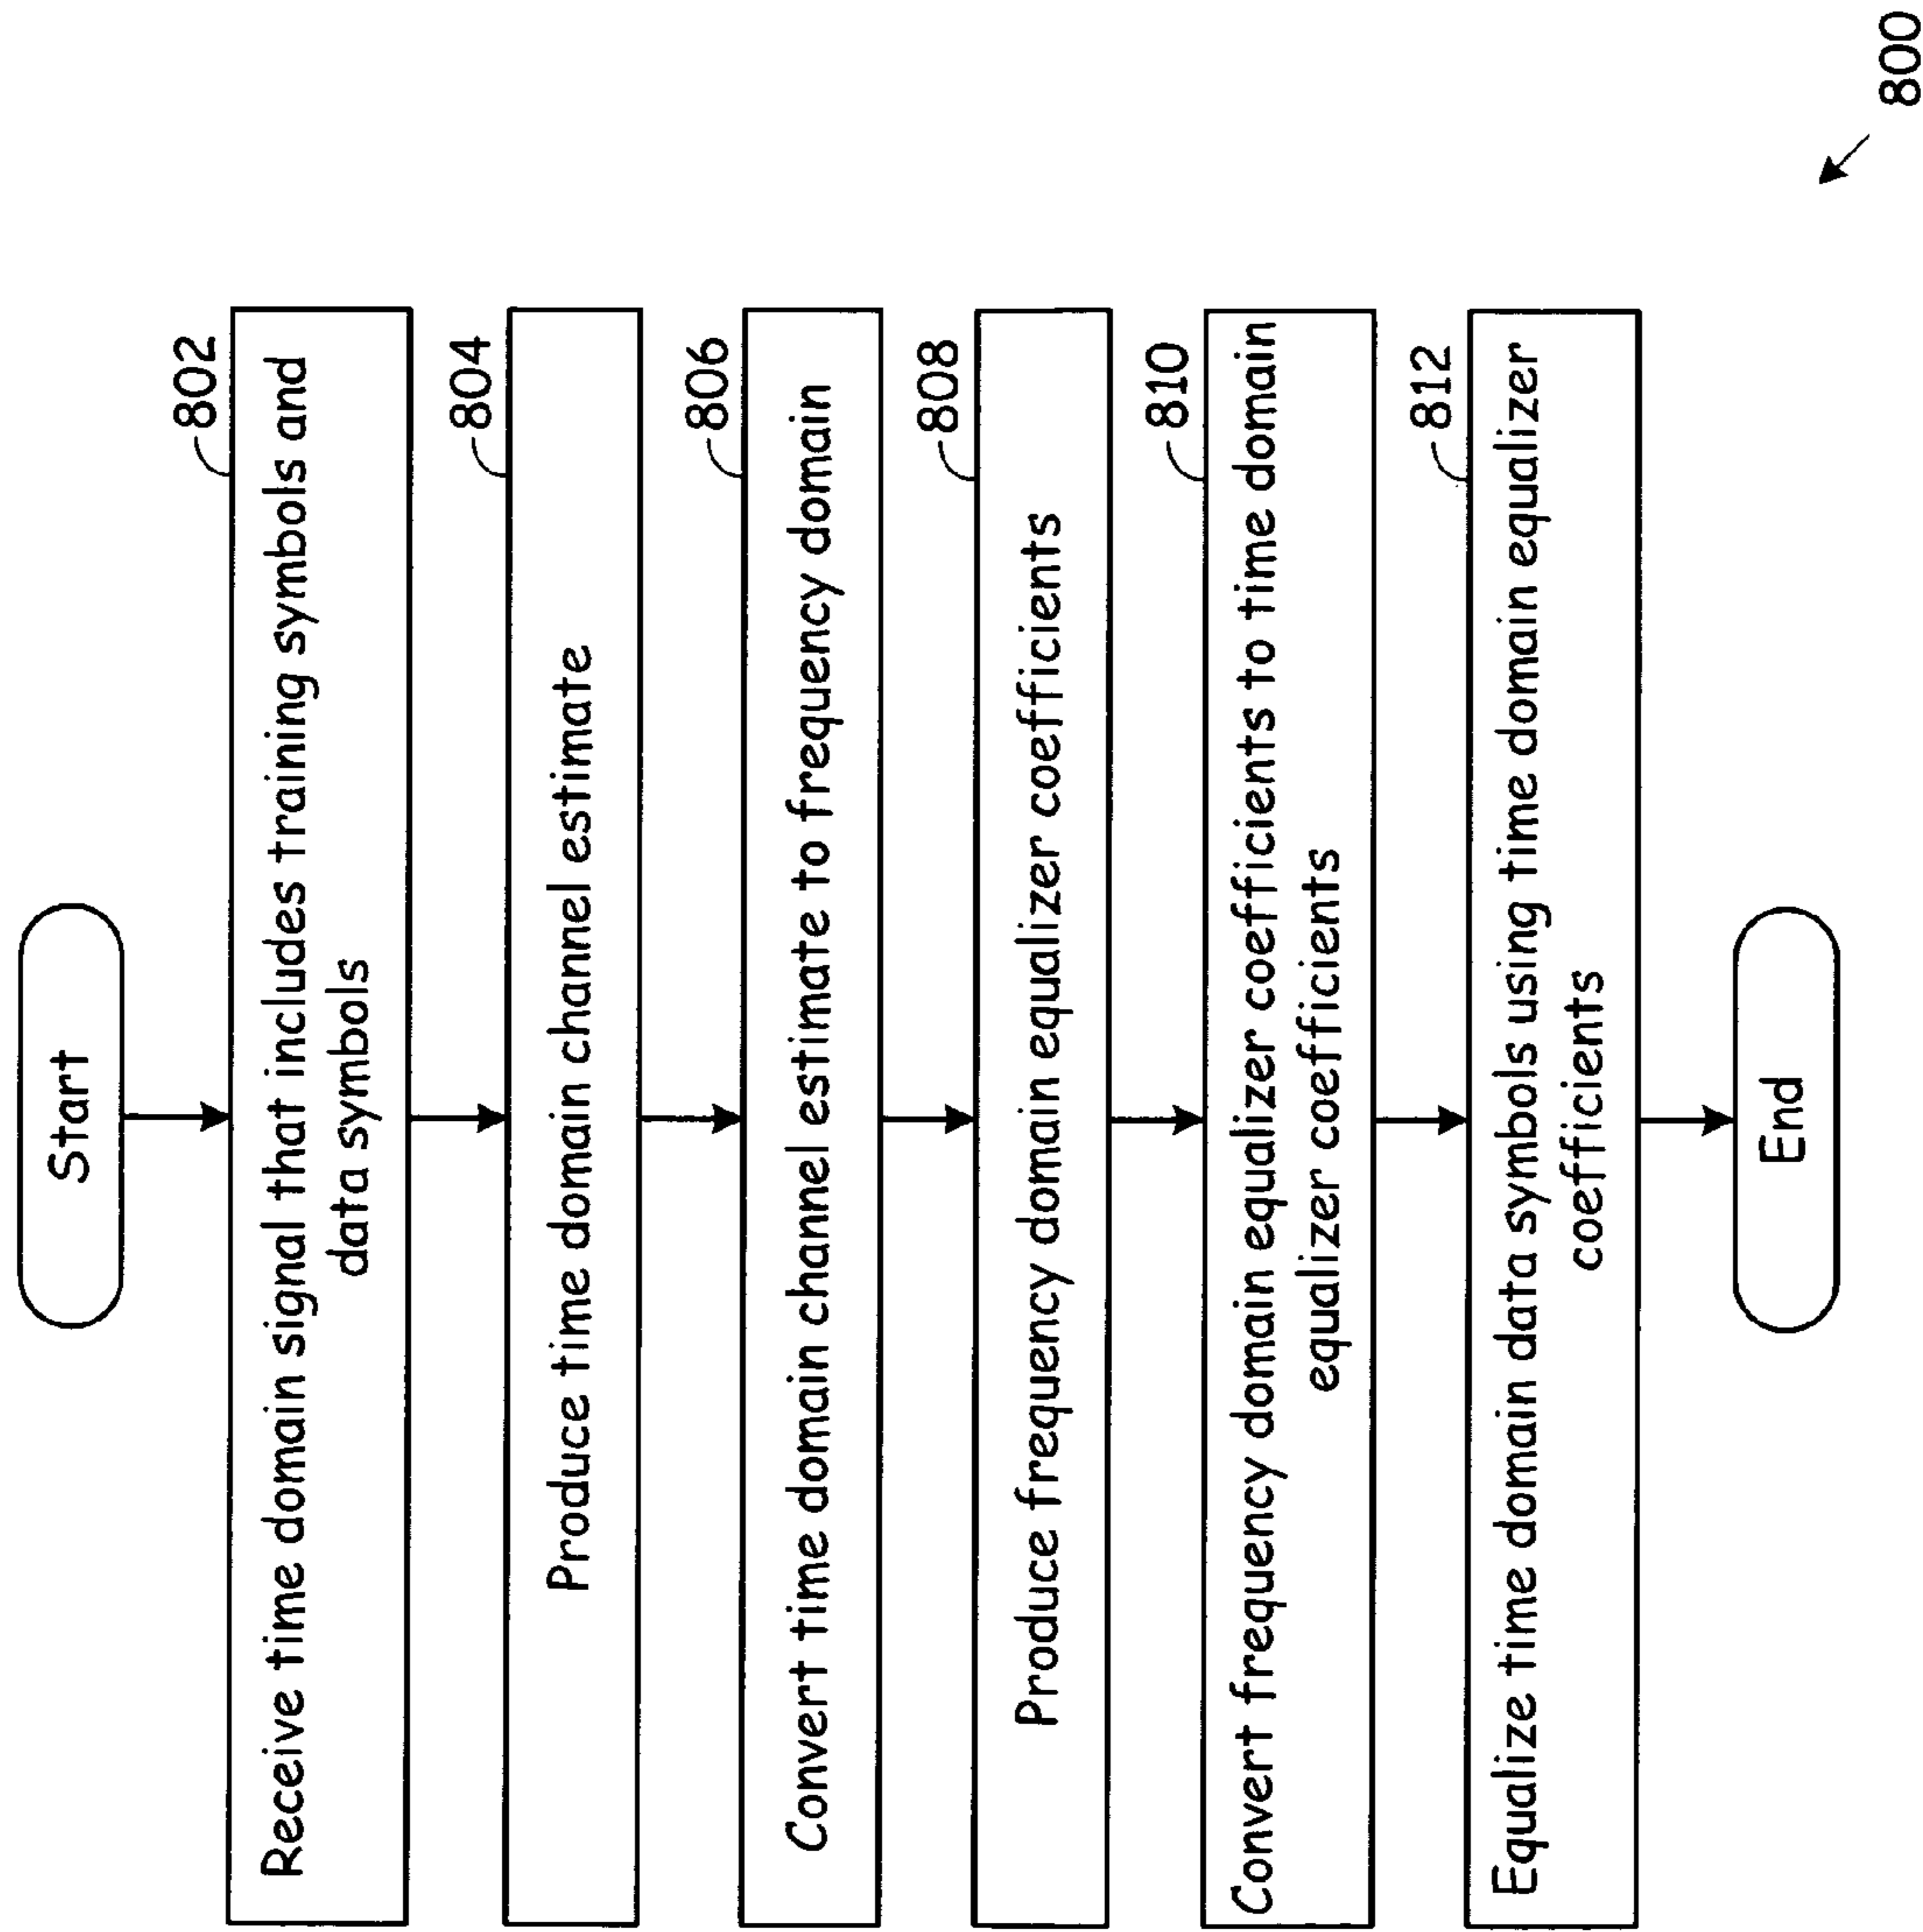 Start
802
Receive time domain signal that includes training symbols and
data symbols
804
Produce time domain channel estimate
806
Convert time domain channel estimate to frequency domain
808
Produce frequency domain equalizer coefficients
810
Convert frequency domain equalizer coefficients to time domain
equalizer coefficients
812
Equalize time domain data symbols using time domain equalizer
coefficients
End
800